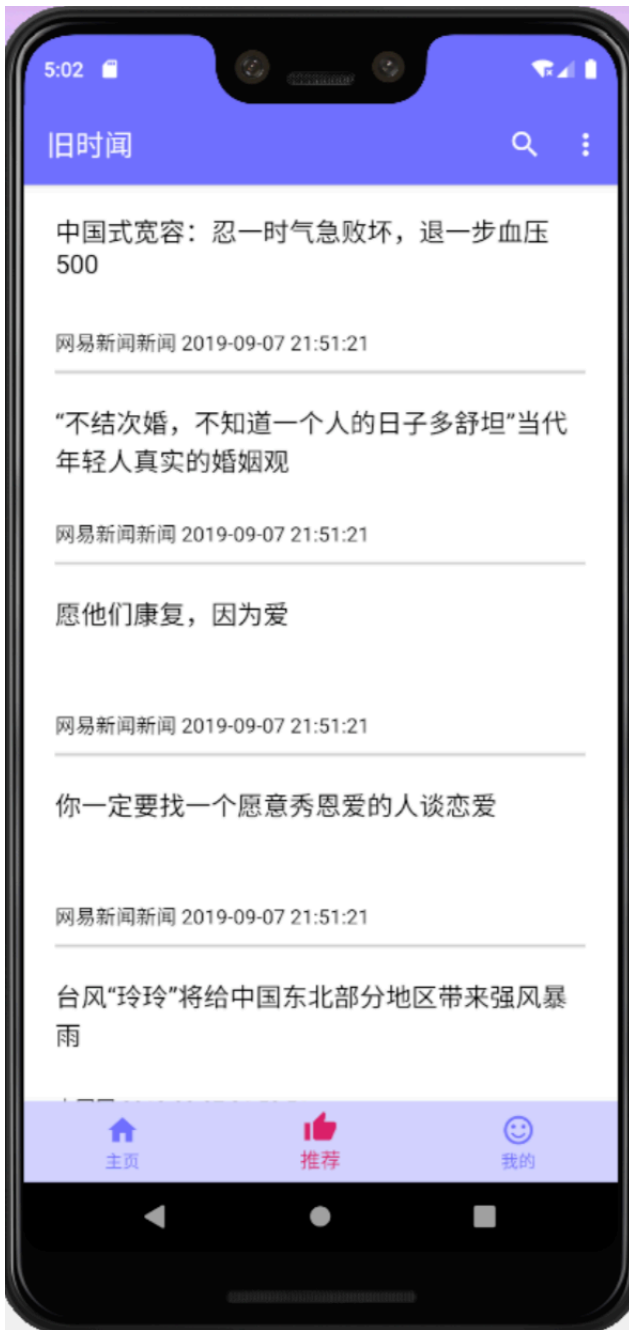 5:02
旧时闻
中国式宽容：忍一时气急败坏，退一步血压
500
网易新闻新闻 2019-09-07 21:51:21
“不结次婚，不知道一个人的日子多舒坦”当代
年轻人真实的婚姻观
网易新闻新闻 2019-09-07 21:51:21
愿他们康复，因为爱
网易新闻新闻 2019-09-07 21:51:21
你一定要找一个愿意秀恩爱的人谈恋爱
网易新闻新闻 2019-09-07 21:51:21
台风“玲玲”将给中国东北部分地区带来强风暴
雨
主页
推荐
我的